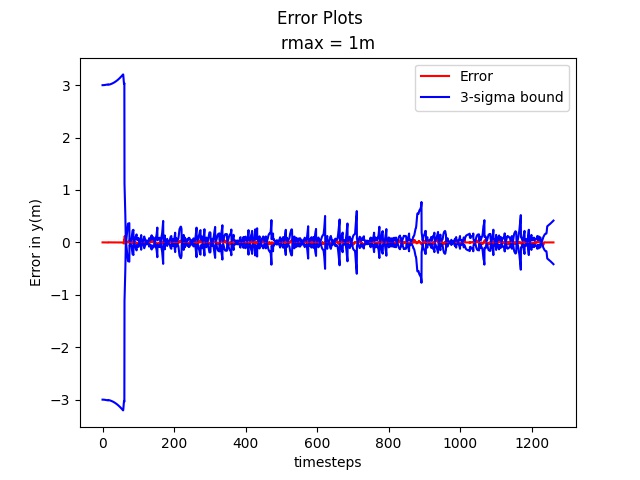 Error Plots
rmax = 1m
Error
3-sigma bound
3
2
1
0
−1
−2
−3
Error in y(m)
0 200 400 600 800 1000 1200
timesteps